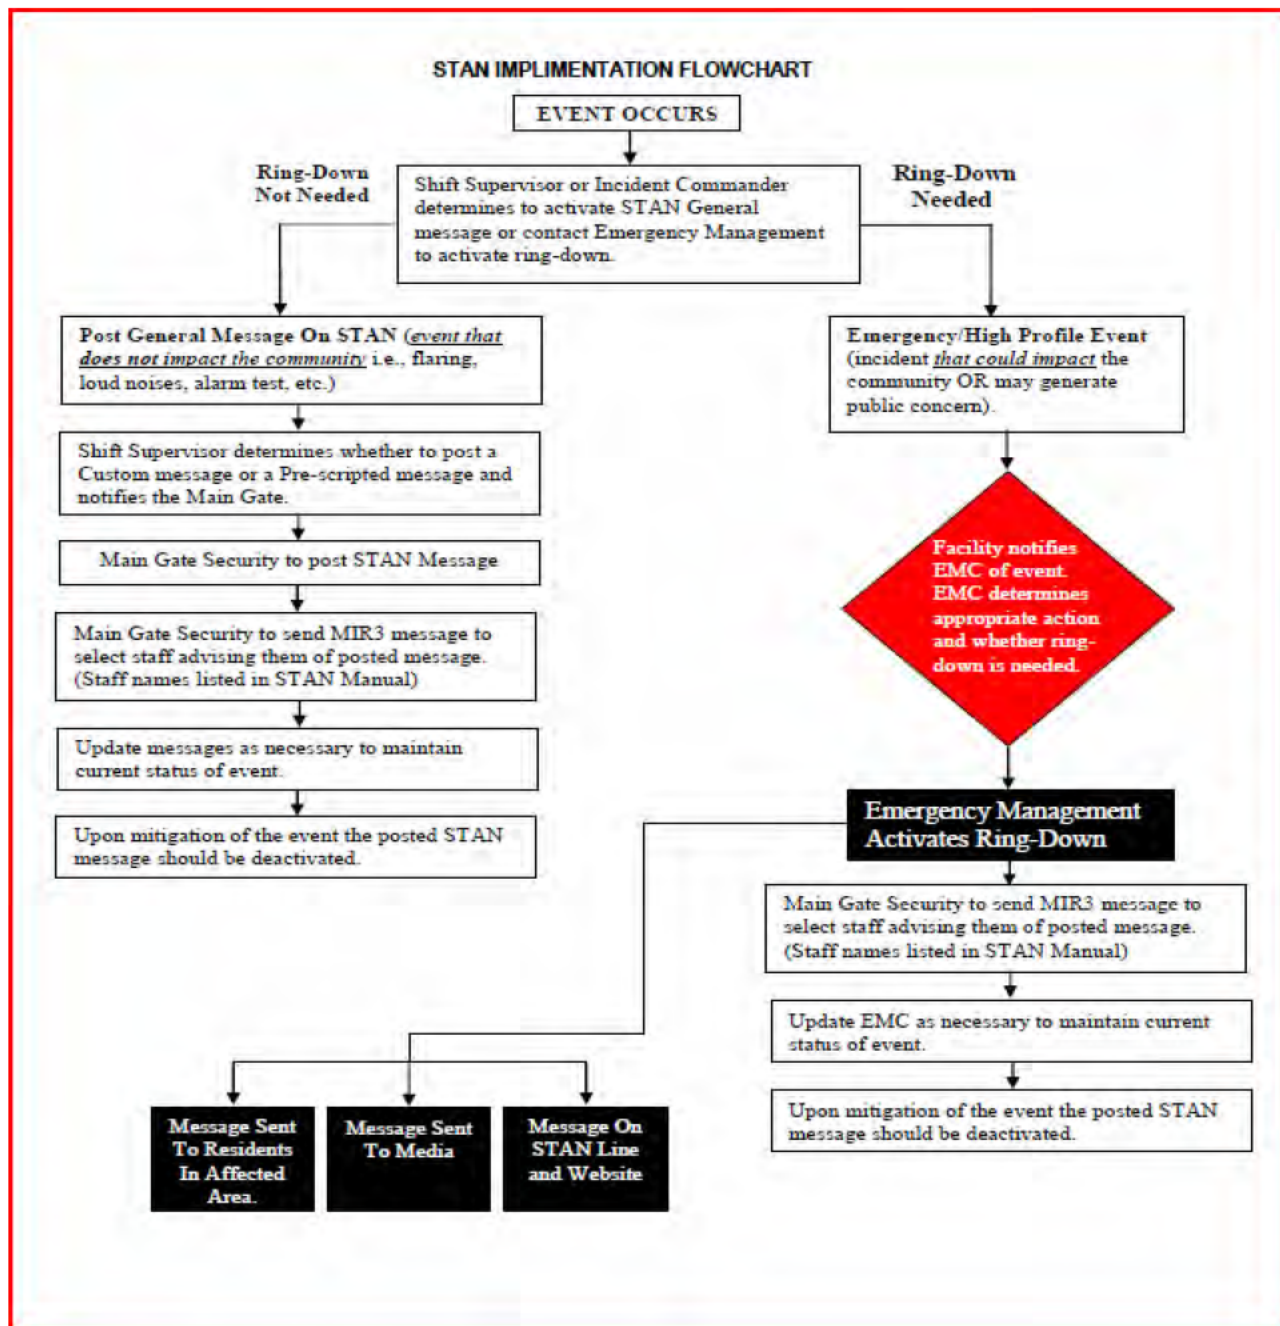 STAN IMPLIMENTATION FLOWCHART
EVENT OCCURS
Ring-Down
Not Needed
Shift Supervisor or Incident Commander
determines to activate STAN General
message or contact Emergency Management
to activate ring-down.
Ring-Down
Needed
Post General Message On STAN (event that
does not impact the community i.e., flaring,
loud noises, alarm test, etc.)
Shift Supervisor determines whether to post a
Custom message or a Pre-scripted message and
notifies the Main Gate.
Main Gate Security to post STAN Message
Main Gate Security to send MIR3 message to
select staff advising them of posted message.
(Staff names listed in STAN Manual)
Update messages as necessary to maintain
current status of event.
Upon mitigation of the event the posted STAN
message should be deactivated.
Emergency/High Profile Event
(incident that could impact the
community OR may generate
public concern).
Facility notifies
EMC of event.
EMC determines
appropriate action
and whether ring-
down is needed.
Emergency Management
Activates Ring-Down
Main Gate Security to send MIR3 message to
select staff advising them of posted message.
(Staff names listed in STAN Manual)
Update EMC as necessary to maintain current
status of event.
Upon mitigation of the event the posted STAN
message should be deactivated.
Message Sent
To Residents
In Affected
Area.
Message Sent
To Media
Message On
STAN Line
and Website